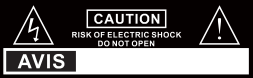 CAUTION
RISK OF ELECTRIC SHOCK
DO NOT OPEN
AVIS